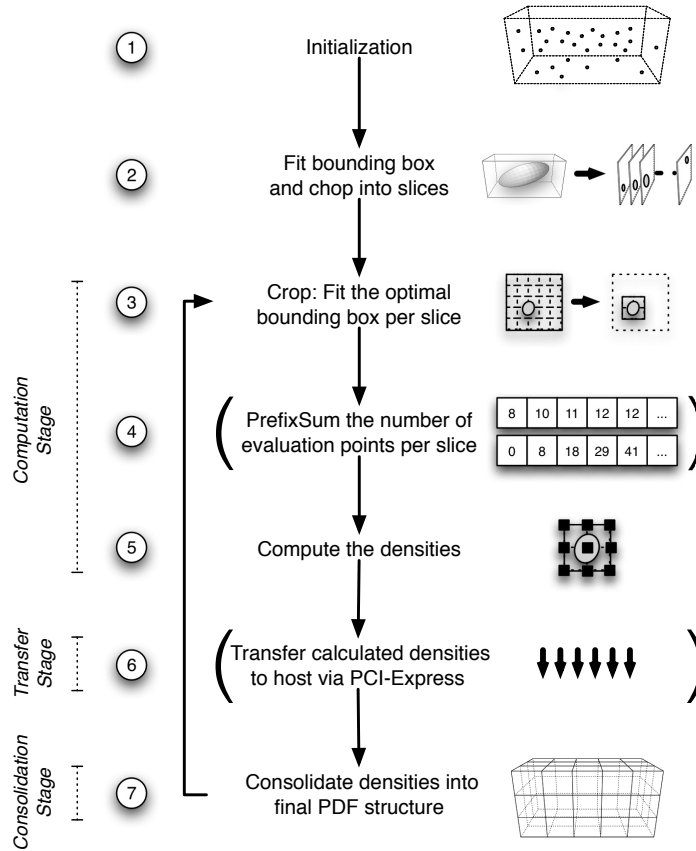 1
Initialization
2
Fit bounding box
and chop into slices
Computation
Stage
3
Crop: Fit the optimal
bounding box per slice
4
(
PrefixSum the number of
evaluation points per slice
8 10 11 12 12 ...
0 8 18 29 41 ...
)
5
Compute the densities
Transfer
Stage
6
(
Transfer calculated densities
to host via PCI-Express
)
Consolidation
Stage
7
Consolidate densities into
final PDF structure